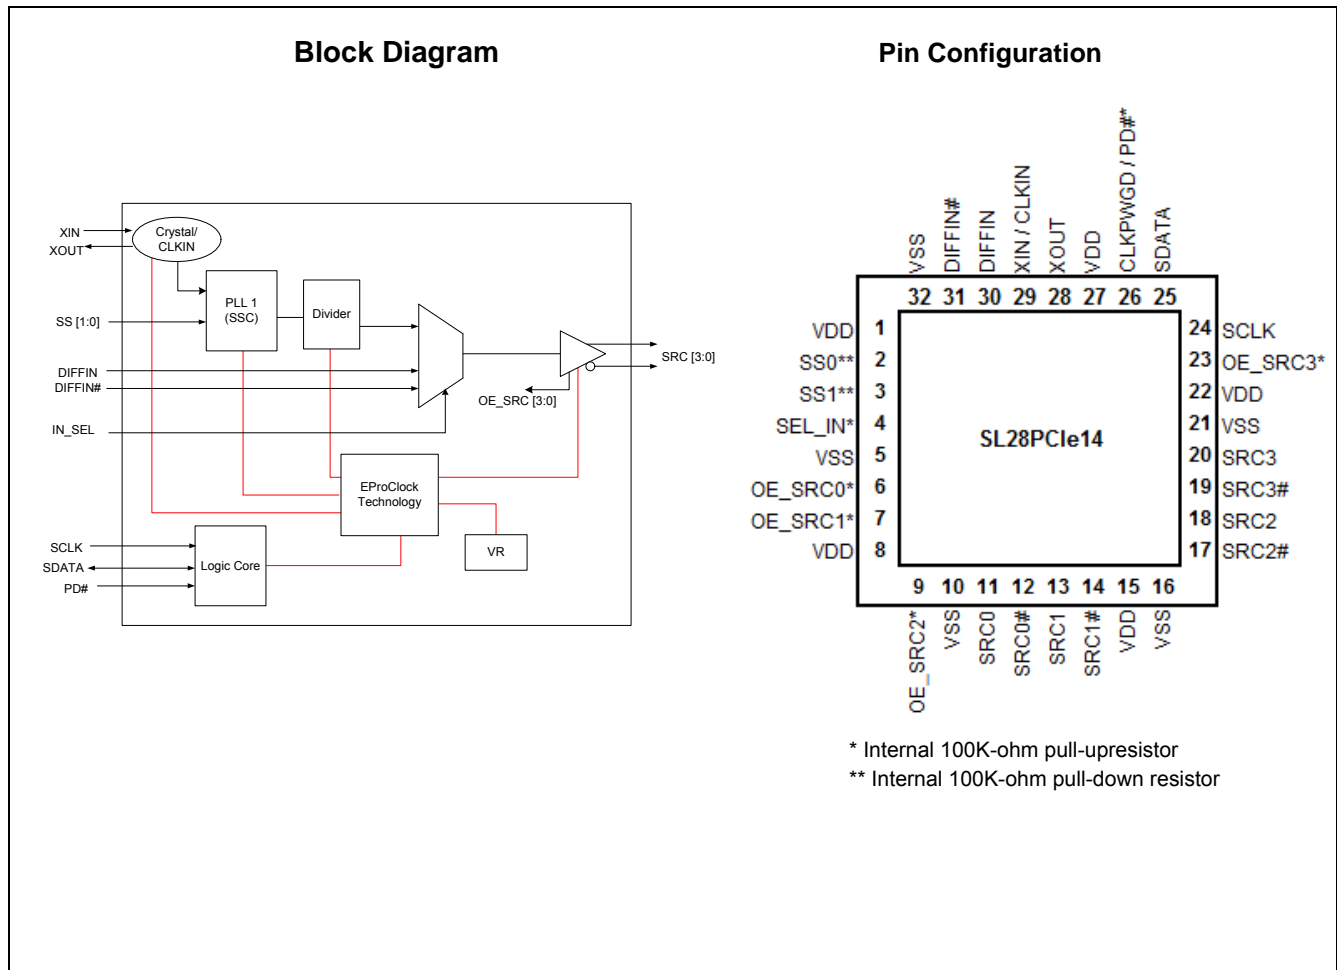 Block Diagram
XIN
XOUT
Crystal/
CLKIN
SS [1:0]
PLL 1
(SSC)
Divider
DIFFIN
DIFFIN#
IN_SEL
OE_SRC [3:0]
SRC [3:0]
EProClock
Technology
VR
SCLK
SDATA
PD#
Logic Core
Pin Configuration
VSS
DIFFIN#
DIFFIN
XIN / CLKIN
XOUT
VDD
CLKPWGD / PD#*
SDATA
32 31 30 29 28 27 26 25
VDD 1
SS0** 2
SS1** 3
SEL_IN* 4
VSS 5
OE_SRC0* 6
OE_SRC1* 7
VDD 8
SL28PCIe14
24 SCLK
23 OE_SRC3*
22 VDD
21 VSS
20 SRC3
19 SRC3#
18 SRC2
17 SRC2#
9 10 11 12 13 14 15 16
OE_SRC2*
VSS
SRC0
SRC0#
SRC1
SRC1#
VDD
VSS
* Internal 100K-ohm pull-upresistor
** Internal 100K-ohm pull-down resistor